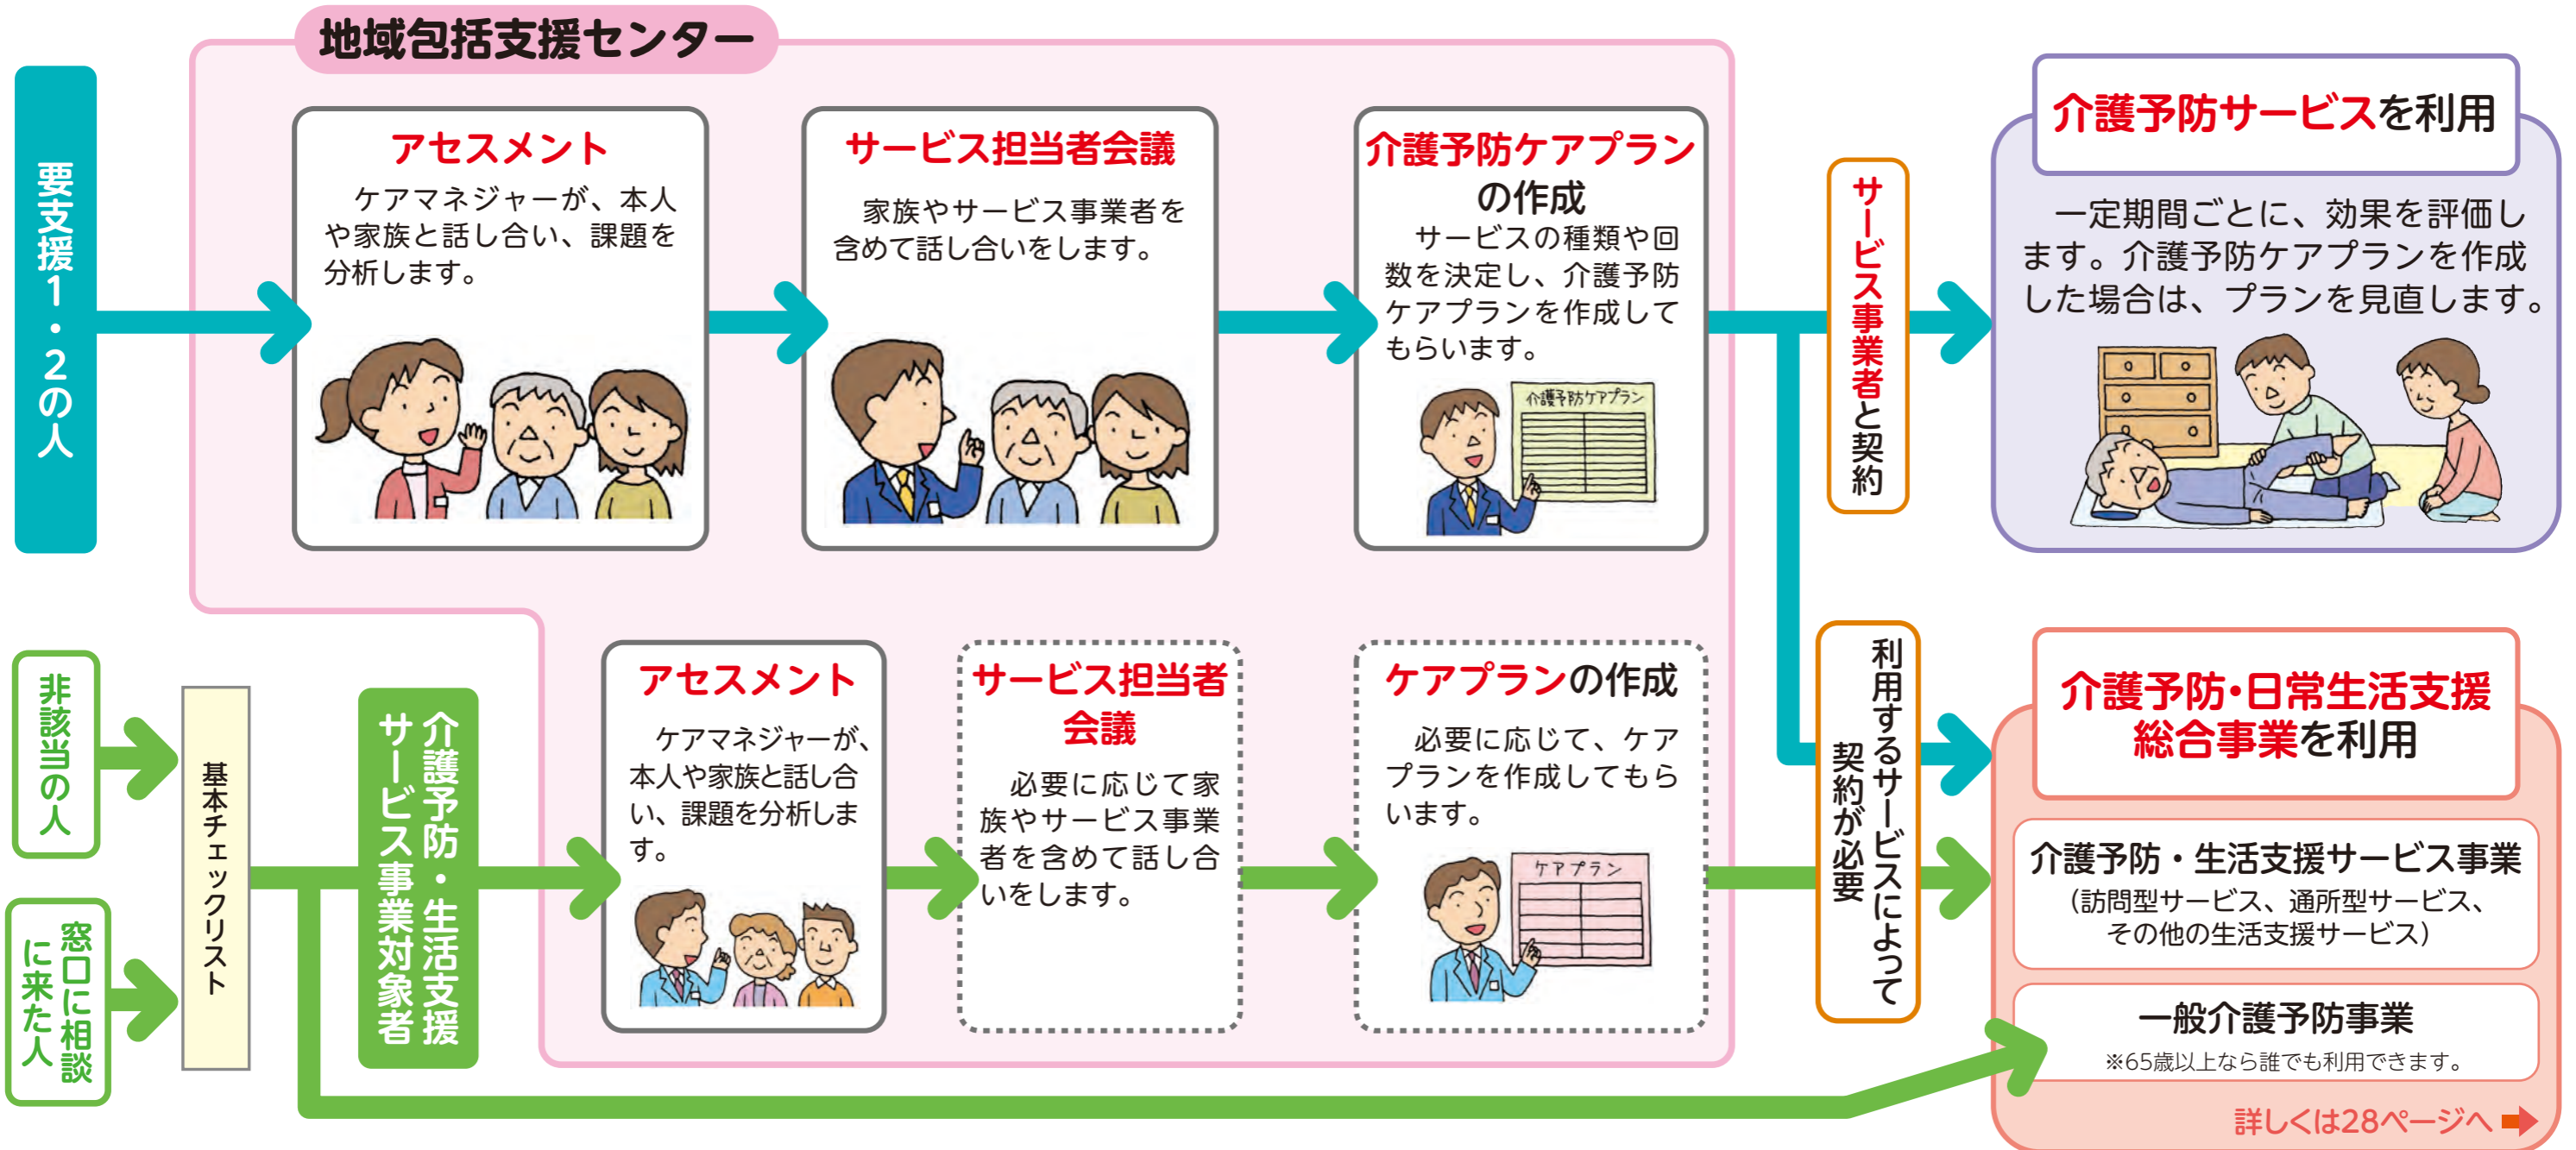 地域包括支援センター
要支援1・2の人
アセスメント
ケアマネジャーが、本人
や家族と話し合い、課題を
分析します。
サービス担当者会議
家族やサービス事業者を
含めて話し合いをします。
介護予防ケアプラン
の作成
サービスの種類や回
数を決定し、介護予防
ケアプランを作成して
もらいます。
介護予防ケアプラン
サービス事業者と契約
介護予防サービスを利用
一定期間ごとに、効果を評価し
ます。介護予防ケアプランを作成
した場合は、プランを見直します。
非該当の人
窓口に相談
に来た人
基本チェックリスト
介護予防・生活支援
サービス事業対象者
アセスメント
ケアマネジャーが、
本人や家族と話し合
い、課題を分析しま
す。
サービス担当者
会議
必要に応じて家
族やサービス事業
者を含めて話し合
いをします。
ケアプランの作成
必要に応じて、ケア
プランを作成してもら
います。
ケアプラン
利用するサービスによって
契約が必要
介護予防・日常生活支援
総合事業を利用
介護予防・生活支援サービス事業
（訪問型サービス、通所型サービス、
その他の生活支援サービス）
一般介護予防事業
※65歳以上なら誰でも利用できます。
詳しくは28ページへ